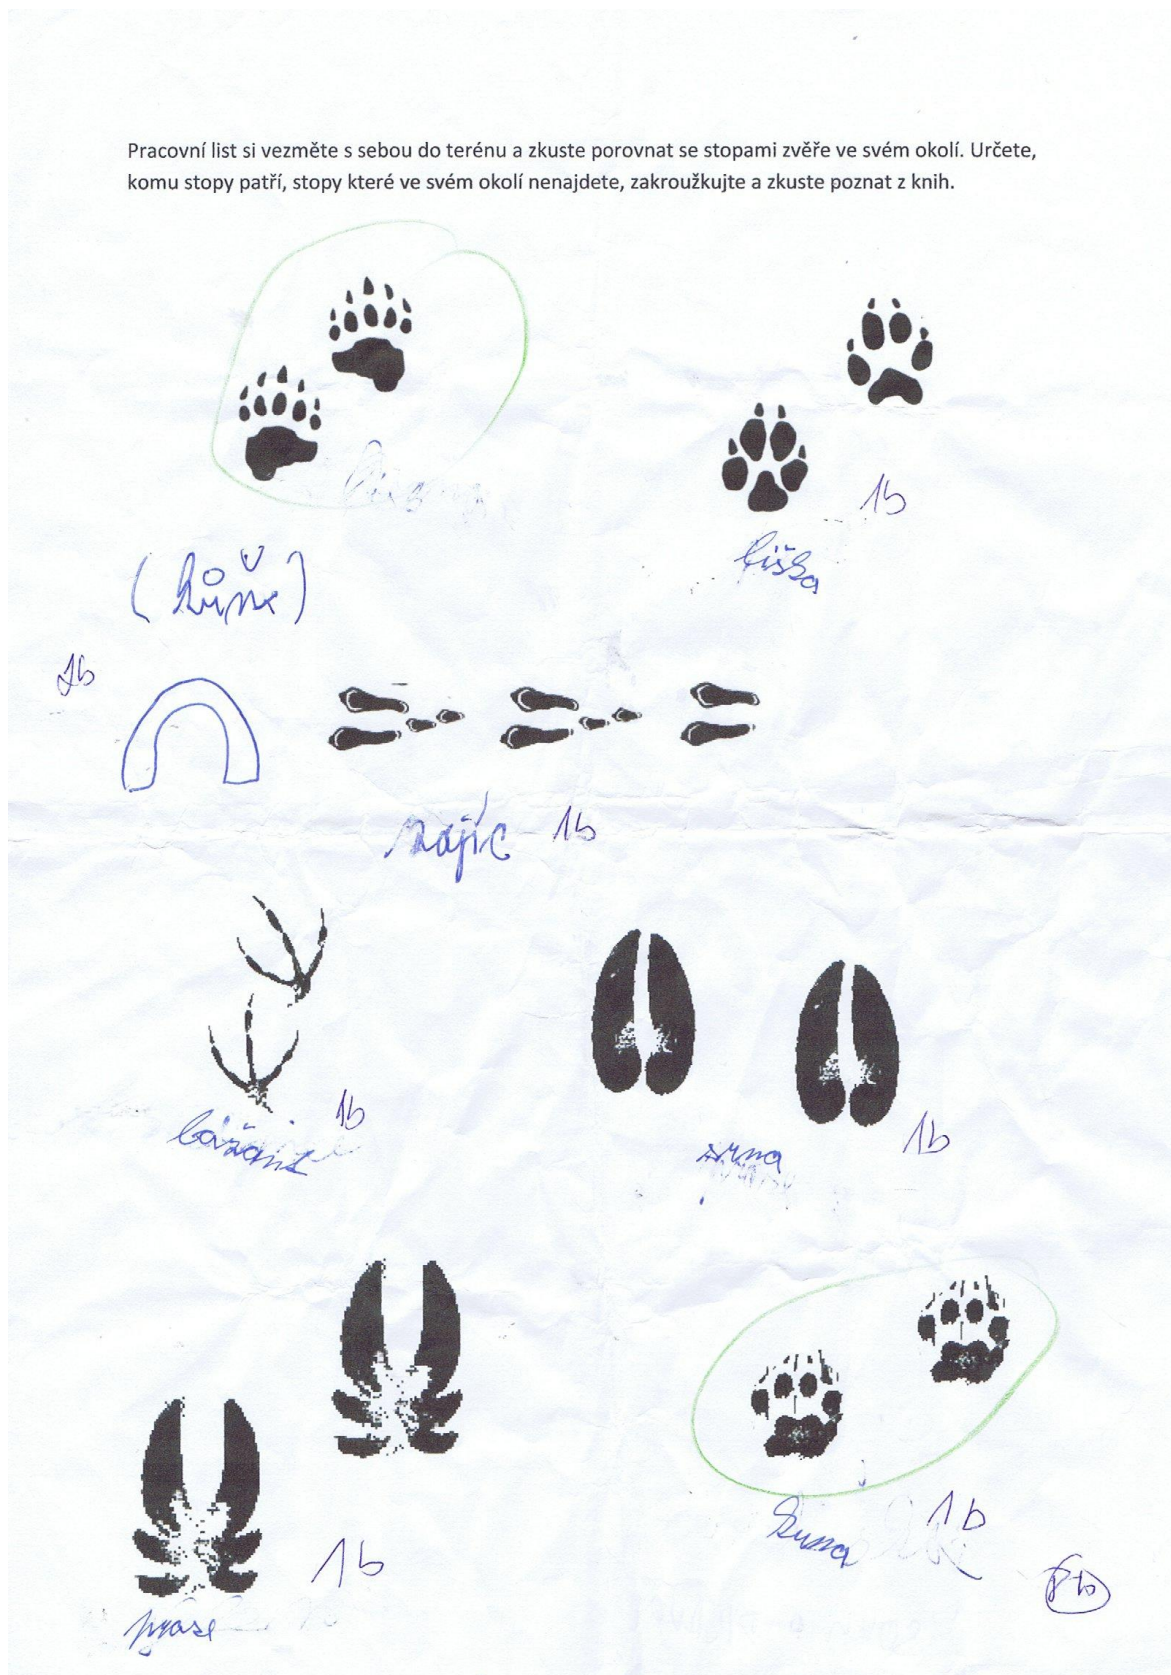 Pracovní list si vezměte s sebou do terénu a zkuste porovnat se stopami zvěře ve svém okolí. Určete,
komu stopy patří, stopy které ve svém okolí nenajdete, zakroužkujte a zkuste poznat z knih.
1b
liška
(kůň)
zajíc 1b
1b
bažant
1b
srna
1b
kuna 1b
prase